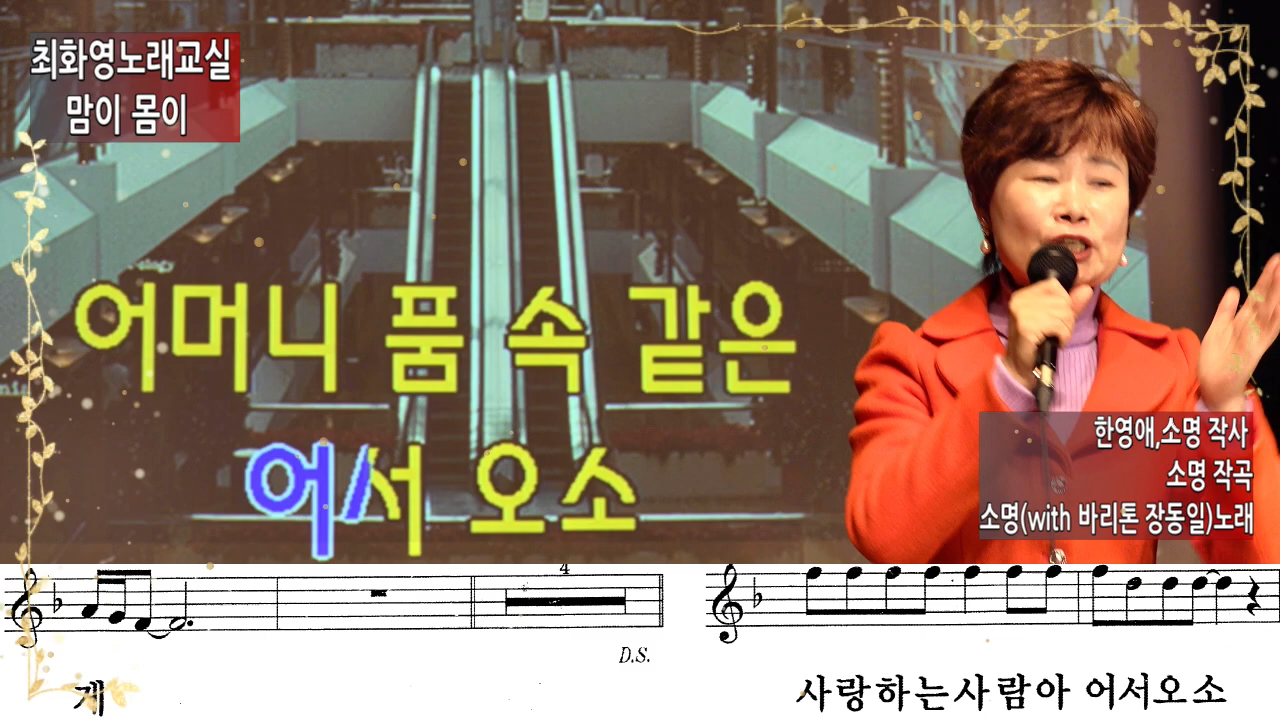 최화영노래교실
맘이 몸이
어머니 품 속 같은
어서 오소
한영애,소명 작사
소명 작곡
소명(with 바리톤 장동일)노래
4
D.S.
게
사랑하는사람아 어서오소